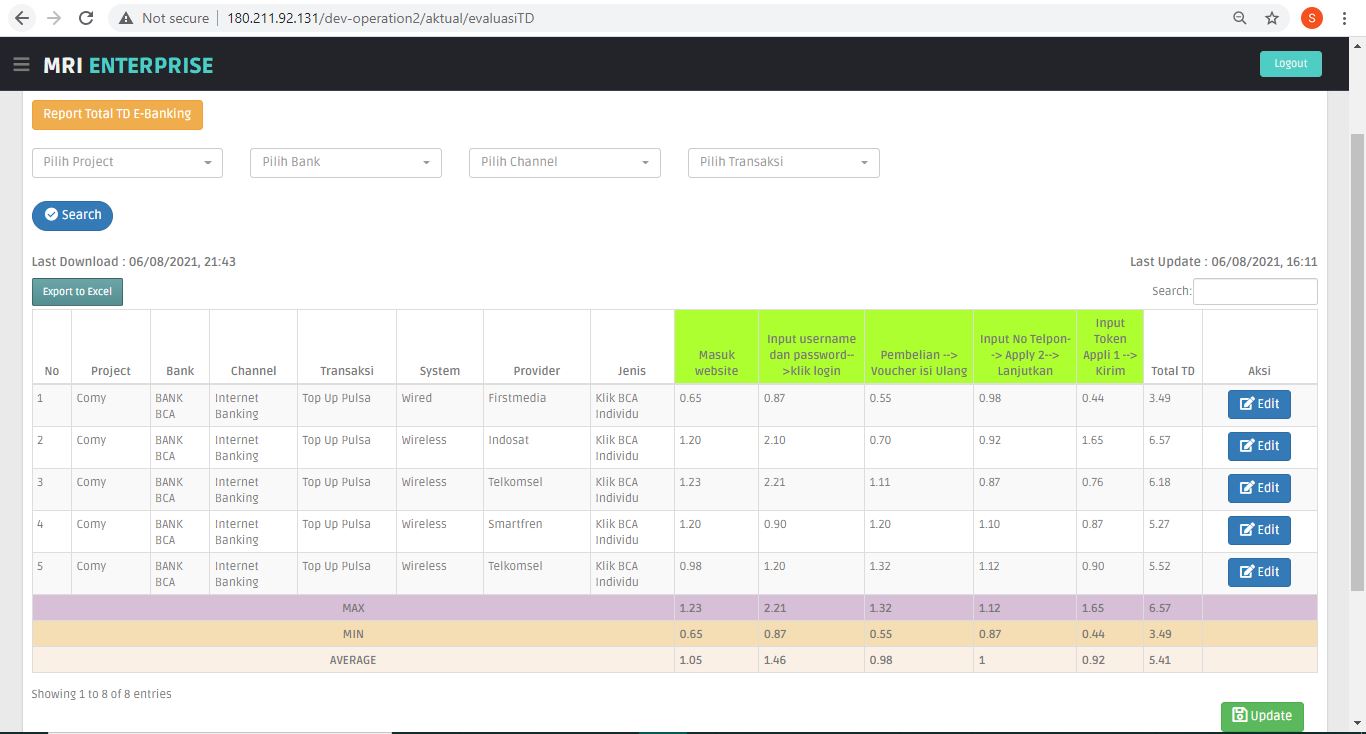 Not secure | 180.211.92.131/dev-operation2/aktual/evaluasiTD
S
MRI ENTERPRISE
Logout
Report Total TD E-Banking
Pilih Project
Pilih Bank
Pilih Channel
Pilih Transaksi
Search
Last Download : 06/08/2021, 21:43
Last Update : 06/08/2021, 16:11
Export to Excel
Search:
No Project Bank Channel Transaksi System Provider Jenis Masuk website Input username dan password-->klik login Pembelian --> Voucher isi Ulang Input No Telpon--> Apply 2--> Lanjutkan Input Token Appli 1 --> Kirim Total TD Aksi
1 Comy BANK BCA Internet Banking Top Up Pulsa Wired Firstmedia Klik BCA Individu 0.65 0.87 0.55 0.98 0.44 3.49 Edit
2 Comy BANK BCA Internet Banking Top Up Pulsa Wireless Indosat Klik BCA Individu 1.20 2.10 0.70 0.92 1.65 6.57 Edit
3 Comy BANK BCA Internet Banking Top Up Pulsa Wireless Telkomsel Klik BCA Individu 1.23 2.21 1.11 0.87 0.76 6.18 Edit
4 Comy BANK BCA Internet Banking Top Up Pulsa Wireless Smartfren Klik BCA Individu 1.20 0.90 1.20 1.10 0.87 5.27 Edit
5 Comy BANK BCA Internet Banking Top Up Pulsa Wireless Telkomsel Klik BCA Individu 0.98 1.20 1.32 1.12 0.90 5.52 Edit
MAX 1.23 2.21 1.32 1.12 1.65 6.57
MIN 0.65 0.87 0.55 0.87 0.44 3.49
AVERAGE 1.05 1.46 0.98 1 0.92 5.41
Showing 1 to 8 of 8 entries
Update